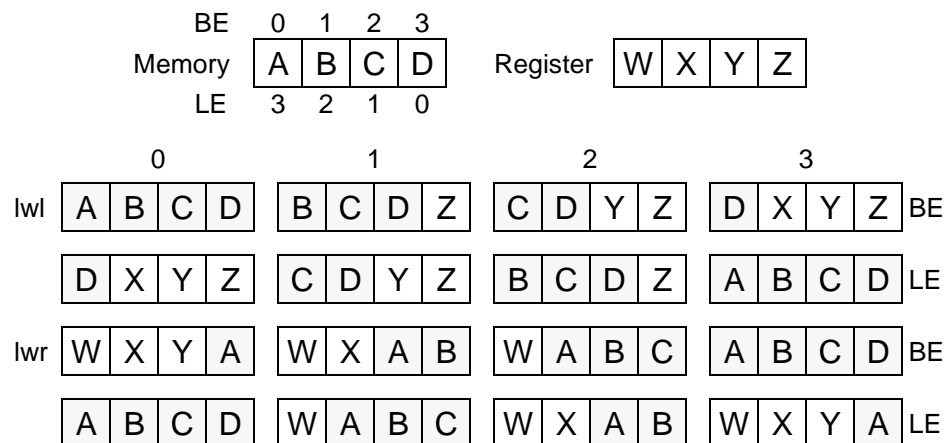 BE 0 1 2 3
Memory A B C D Register W X Y Z
LE 3 2 1 0
0 1 2 3
lwl A B C D B C D Z C D Y Z D X Y Z BE
D X Y Z C D Y Z B C D Z A B C D LE
lwr W X Y A W X A B W A B C A B C D BE
A B C D W A B C W X A B W X Y A LE